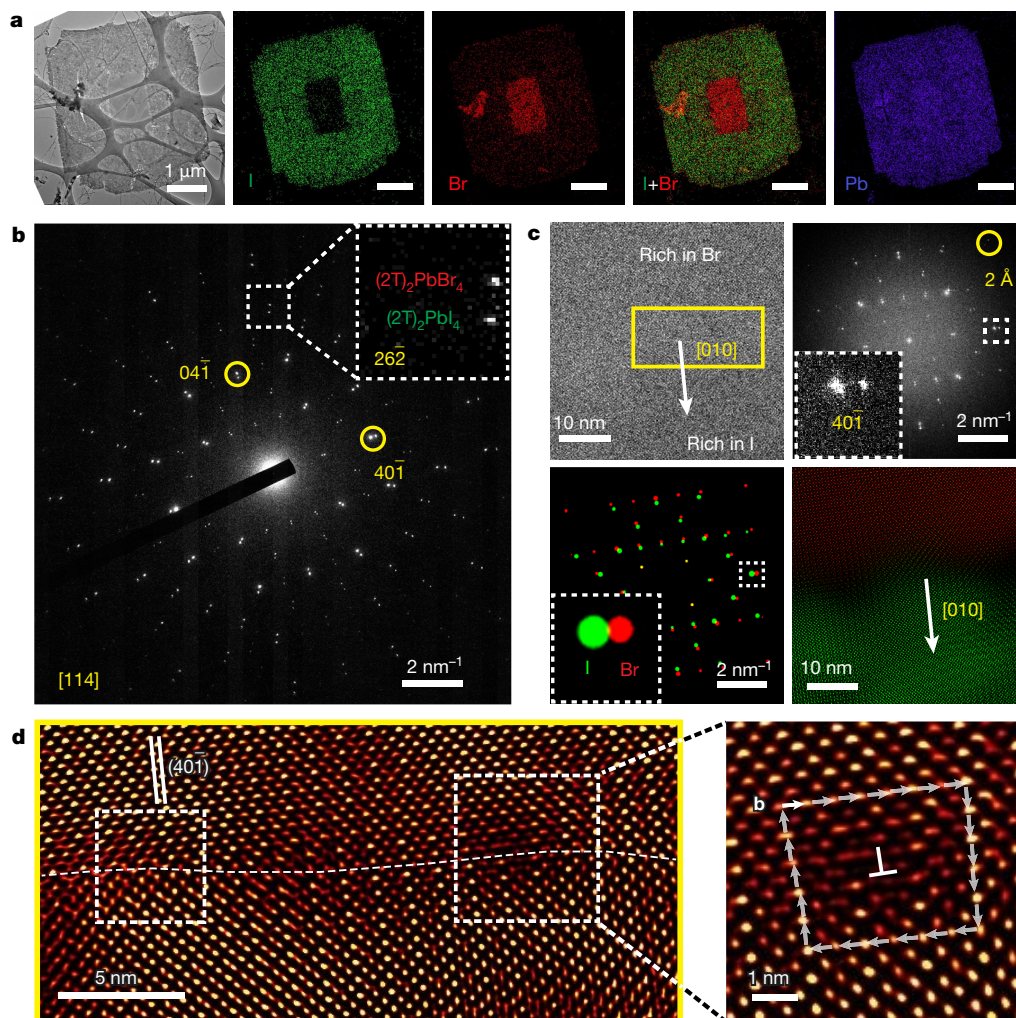 a
1 μm
I
Br
I+Br
Pb
b
(2T)₂PbBr₄
(2T)₂PbI₄
262̅
041̅
401̅
[114]
2 nm⁻¹
c
Rich in Br
[010]
10 nm
Rich in I
2 Å
401̅
2 nm⁻¹
I
Br
2 nm⁻¹
[010]
10 nm
d
(401̅)
5 nm
b
1 nm